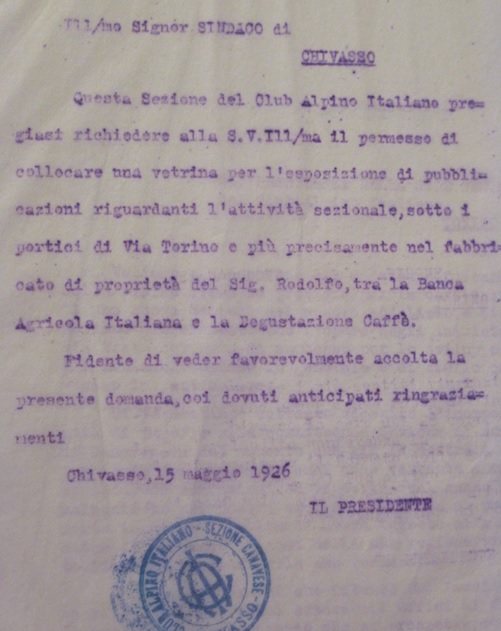 Ill/mo Signor SINDACO di
CHIVASSO
Questa Sezione del Club Alpino Italiano pre=
giasi richiedere alla S.V.Ill/ma il permesso di
collocare una vetrina per l'esposizione di pubbli=
cazioni riguardanti l'attività sezionale,sotto i
portici di Via Torino e più precisamente nel fabbri=
cato di proprietà del Sig. Rodolfo,tra la Banca
Agricola Italiana e la Degustazione Caffè.
Fidente di veder favorevolmente accolta la
presente domanda,coi dovuti anticipati ringrazia=
menti
Chivasso,15 maggio 1926
IL PRESIDENTE
CLUB ALPINO ITALIANO - SEZIONE CANAVESE-